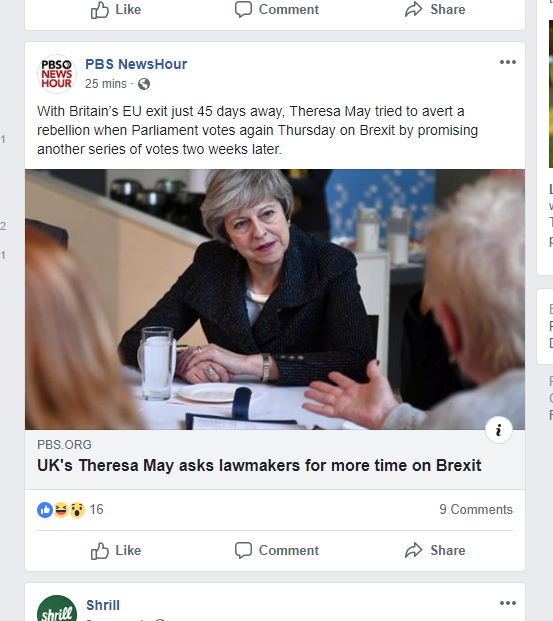 Like Comment Share
PBS NEWS HOUR
PBS NewsHour
25 mins ·
With Britain's EU exit just 45 days away, Theresa May tried to avert a
rebellion when Parliament votes again Thursday on Brexit by promising
another series of votes two weeks later.
i
PBS.ORG
UK's Theresa May asks lawmakers for more time on Brexit
16 9 Comments
Like Comment Share
shrill
Shrill
1
2
1